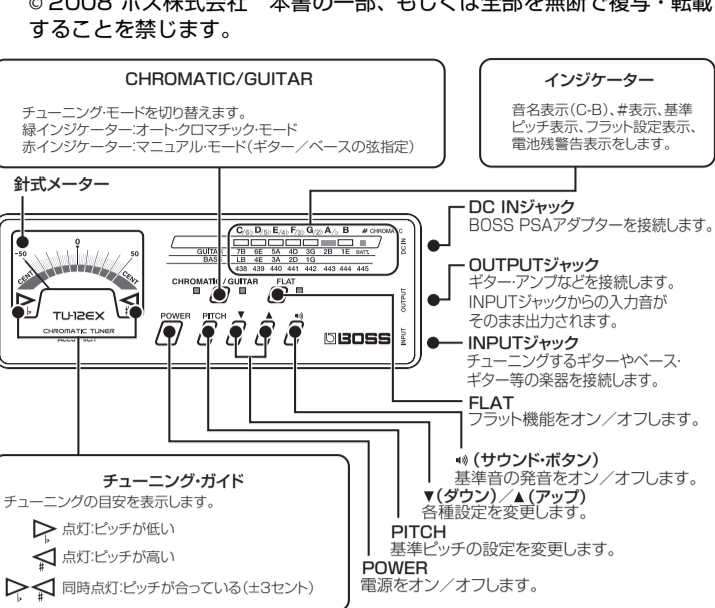 © 2008 ボス株式会社　本書の一部、もしくは全部を無断で複写・転載
することを禁じます。
CHROMATIC/GUITAR
チューニング・モードを切り替えます。
緑インジケーター:オート・クロマチック・モード
赤インジケーター:マニュアル・モード(ギター／ベースの弦指定)
インジケーター
音名表示(C-B)、#表示、基準
ピッチ表示、フラット設定表示、
電池残警告表示をします。
針式メーター
-50 0 50
CENT CENT
♭ #
TU-12EX
CHROMATIC TUNER
C/6♭ D/5♭ E/4♭ F/3♭ G/2♭ A/♭ B # CHROMATIC
GUITAR 7B 6E 5A 4D 3G 2B 1E BATT.
BASS LB 4E 3A 2D 1G
438 439 440 441 442 443 444 445
CHROMATIC / GUITAR FLAT
POWER PITCH ▼ ▲
BOSS
DC IN
OUTPUT
INPUT
DC INジャック
BOSS PSAアダプターを接続します。
OUTPUTジャック
ギター・アンプなどを接続します。
INPUTジャックからの入力音が
そのまま出力されます。
INPUTジャック
チューニングするギターやベース・
ギター等の楽器を接続します。
FLAT
フラット機能をオン／オフします。
(サウンド・ボタン)
基準音の発音をオン／オフします。
▼(ダウン)／▲(アップ)
各種設定を変更します。
PITCH
基準ピッチの設定を変更します。
POWER
電源をオン／オフします。
チューニング・ガイド
チューニングの目安を表示します。
♭ 点灯:ピッチが低い
# 点灯:ピッチが高い
♭ # 同時点灯:ピッチが合っている(±3セント)